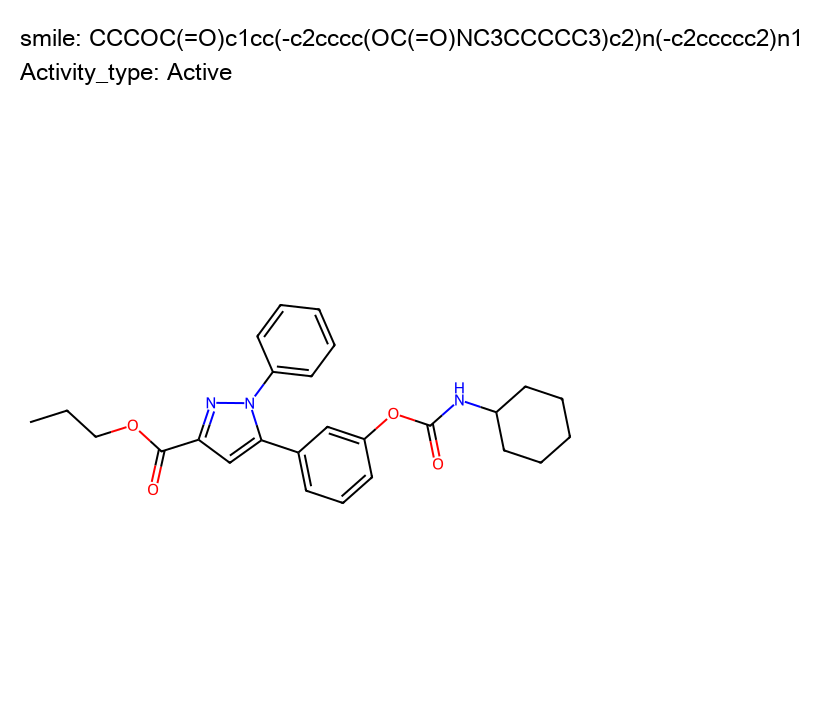 smile: CCCOC(=O)c1cc(-c2cccc(OC(=O)NC3CCCCC3)c2)n(-c2ccccc2)n1
Activity_type: Active
N N
O
O
O
O
H
N